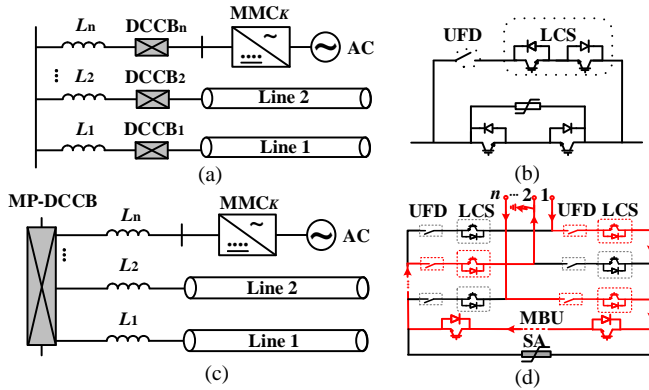 MMCK
Ln
DCCBn
~
~
AC
L2
DCCB2
Line 2
L1
DCCB1
Line 1
(a)
UFD
LCS
(b)
MP-DCCB
Ln
MMCK
~
~
AC
L2
Line 2
L1
Line 1
(c)
n ... 2 1
UFD LCS
UFD LCS
MBU
SA
(d)